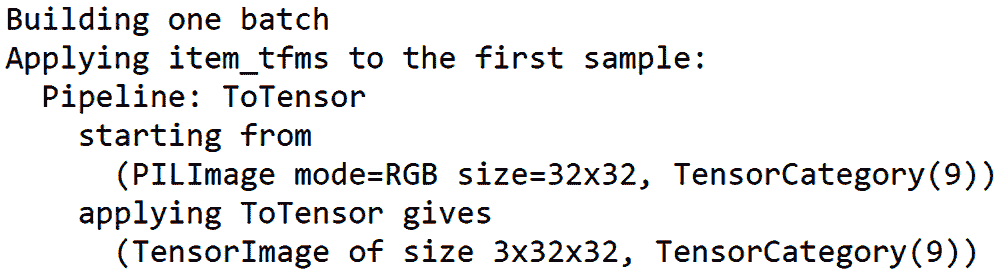 Building one batch
Applying item_tfms to the first sample:
  Pipeline: ToTensor
    starting from
      (PILImage mode=RGB size=32x32, TensorCategory(9))
    applying ToTensor gives
      (TensorImage of size 3x32x32, TensorCategory(9))